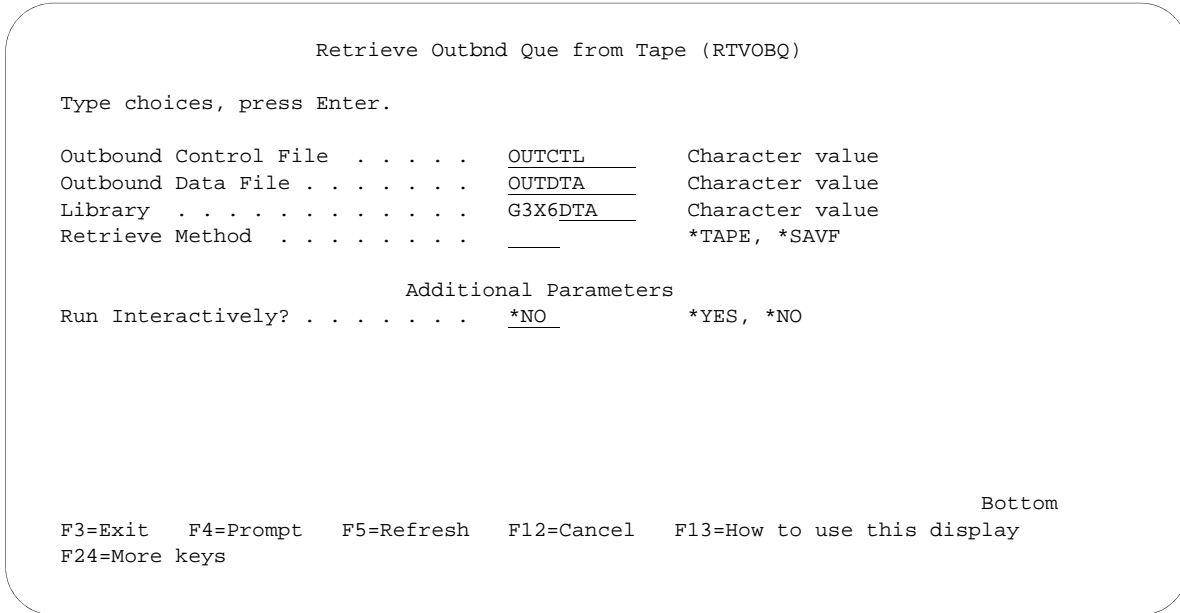 Retrieve Outbnd Que from Tape (RTVOBQ)
Type choices, press Enter.
Outbound Control File . . . . . OUTCTL Character value
Outbound Data File . . . . . . . OUTDTA Character value
Library . . . . . . . . . . . . G3X6DTA Character value
Retrieve Method . . . . . . . . *TAPE, *SAVF
Additional Parameters
Run Interactively? . . . . . . . *NO *YES, *NO
Bottom
F3=Exit F4=Prompt F5=Refresh F12=Cancel F13=How to use this display
F24=More keys